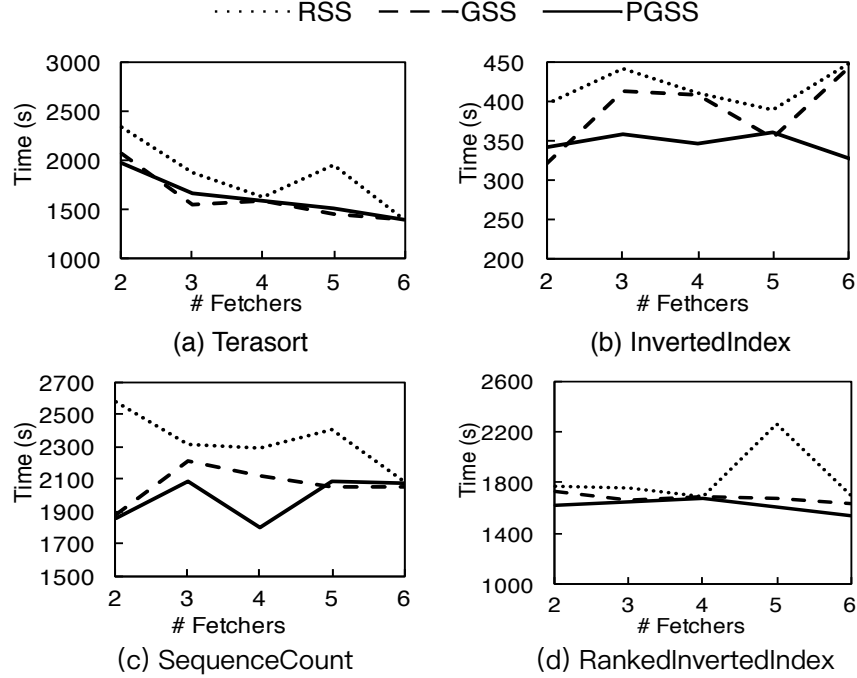 RSS GSS PGSS
3000
2500
2000
1500
1000
Time (s)
2 3 4 5 6
# Fetchers
(a) Terasort
450
400
350
300
250
200
Time (s)
2 3 4 5 6
# Fethcers
(b) InvertedIndex
2700
2500
2300
2100
1900
1700
1500
Time (s)
2 3 4 5 6
# Fetchers
(c) SequenceCount
2600
2200
1800
1400
1000
Time (s)
2 3 4 5 6
# Fetchers
(d) RankedInvertedIndex